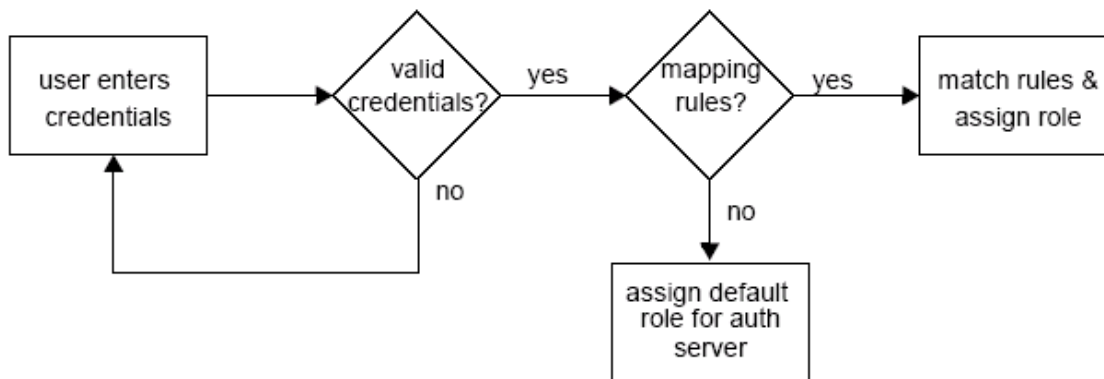 user enters
credentials
valid
credentials?
yes
mapping
rules?
yes
match rules &
assign role
no
no
assign default
role for auth
server